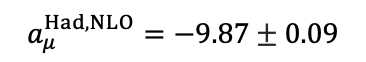 a_μ^{Had,NLO} = −9.87 ± 0.09